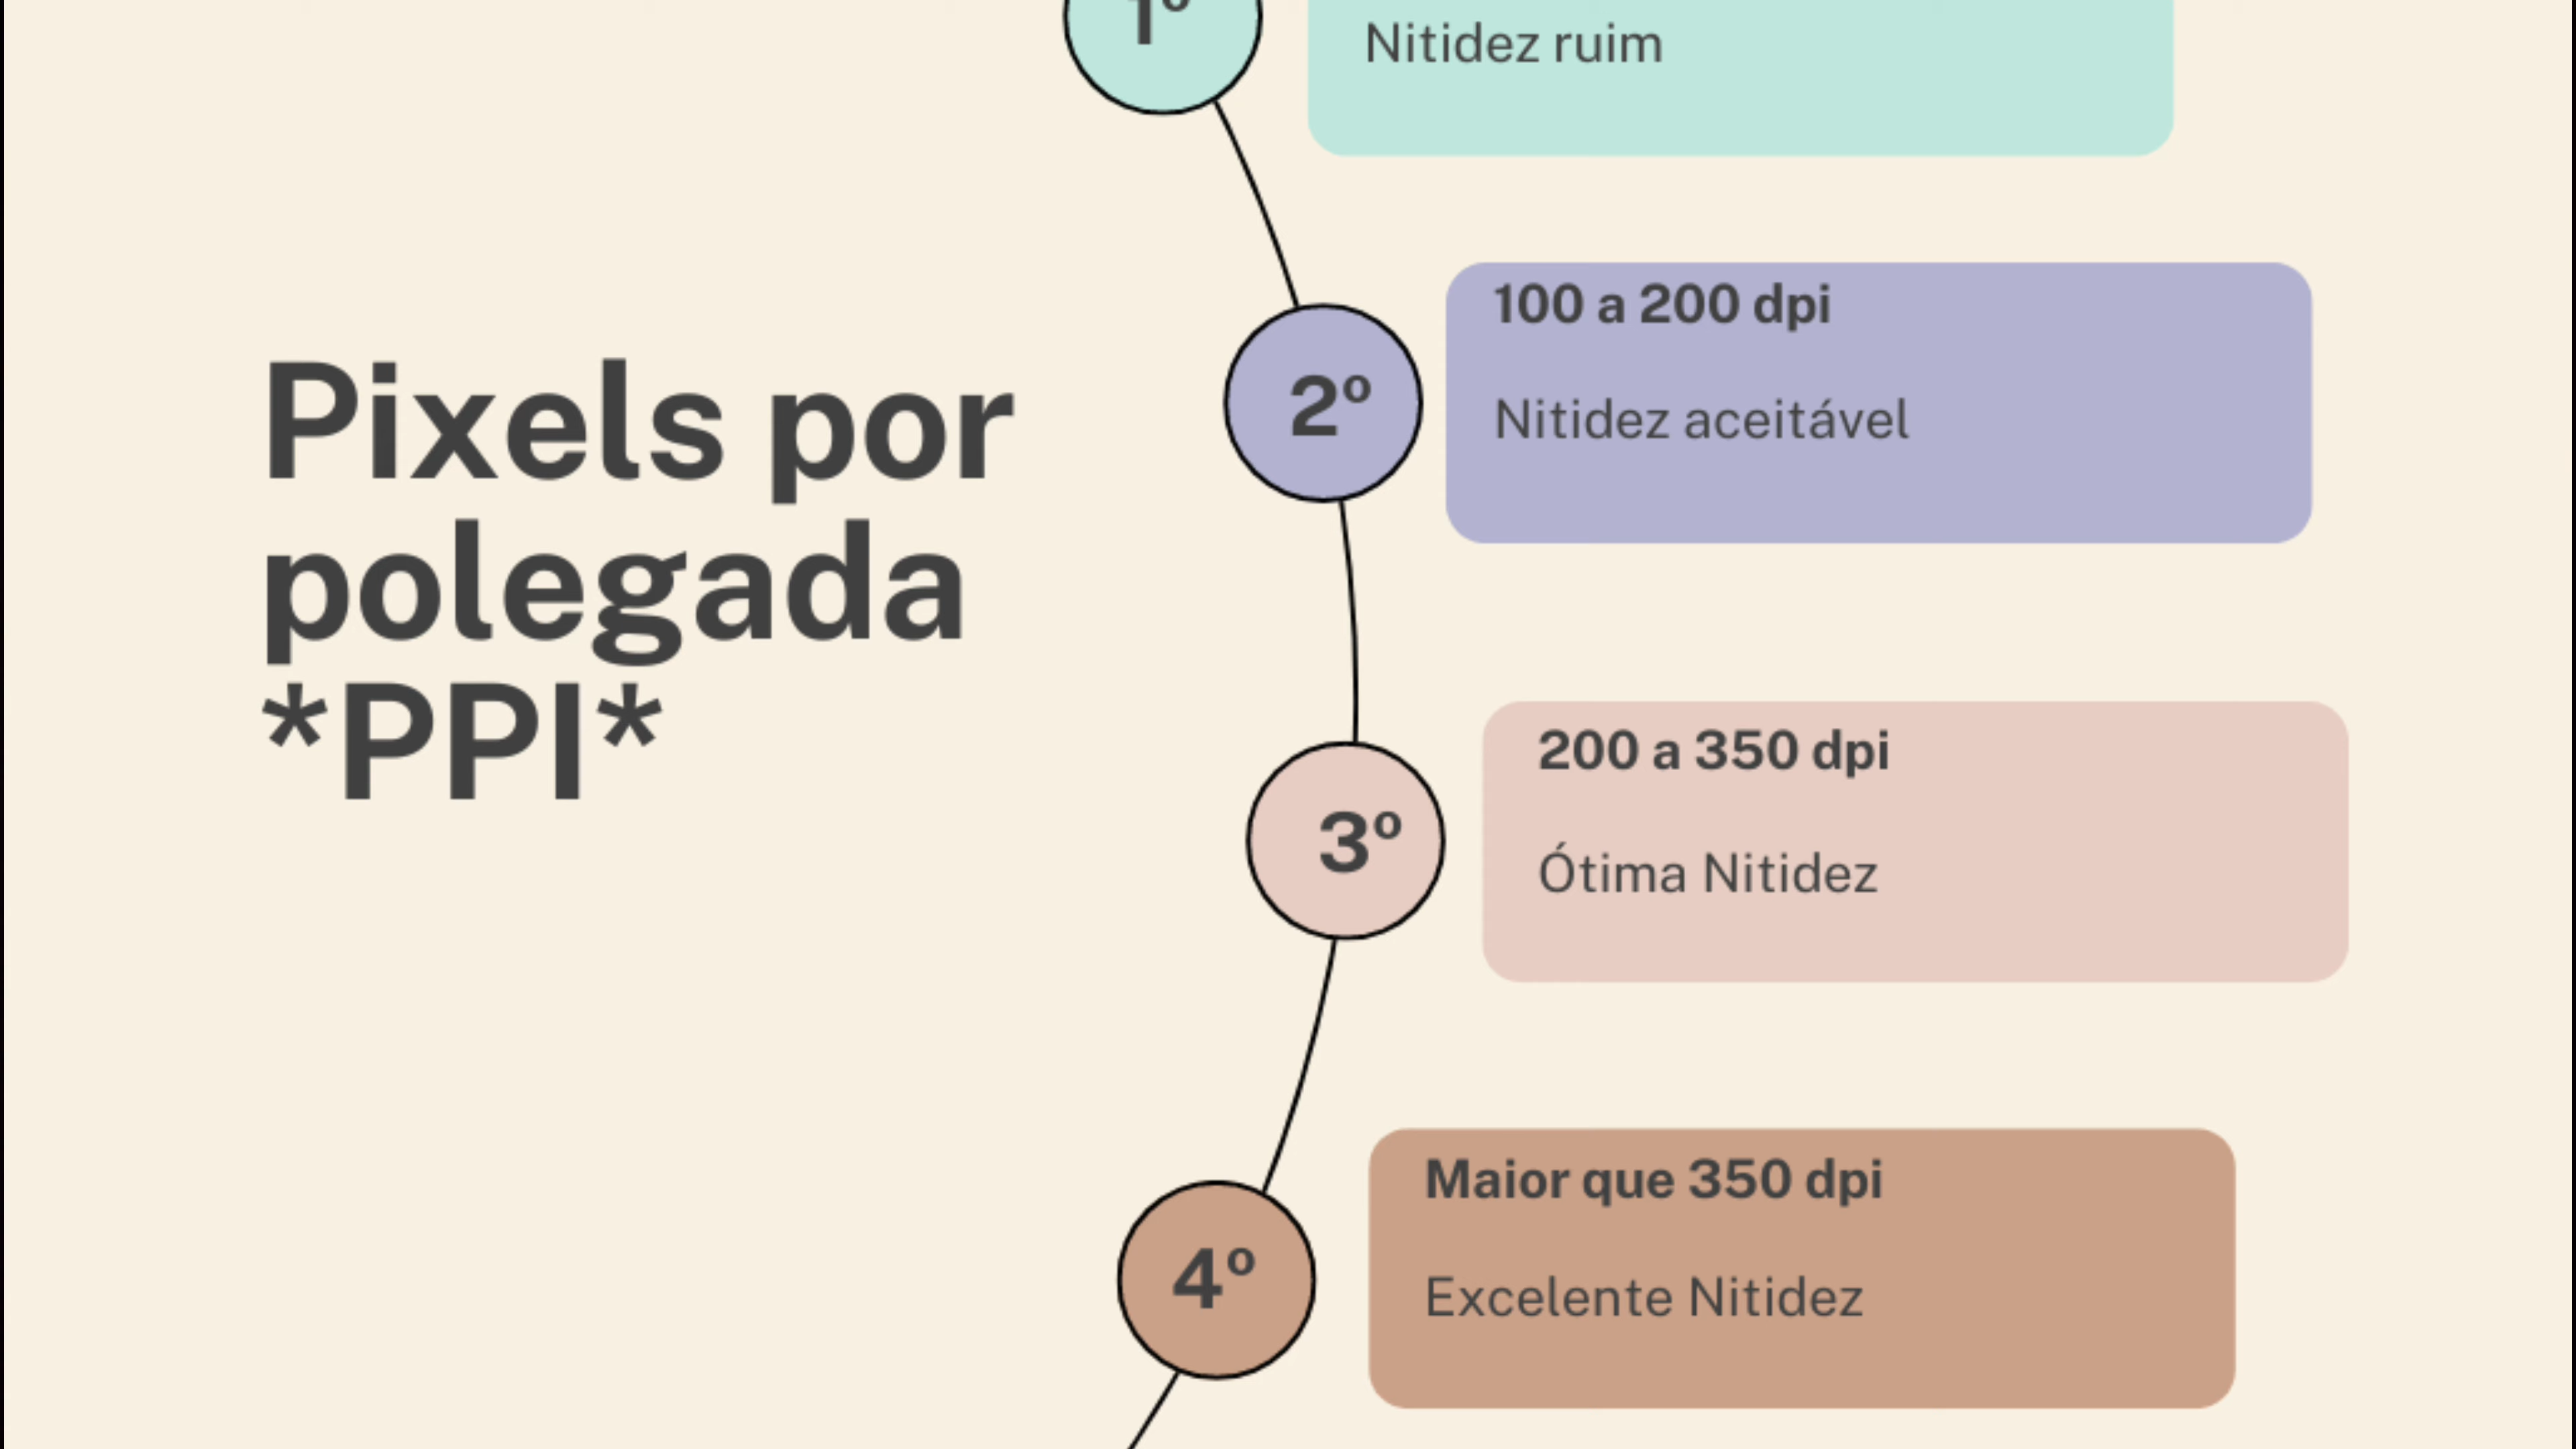 Pixels por
polegada
*PPI*
1º
Nitidez ruim
2º
100 a 200 dpi
Nitidez aceitável
3º
200 a 350 dpi
Ótima Nitidez
4º
Maior que 350 dpi
Excelente Nitidez